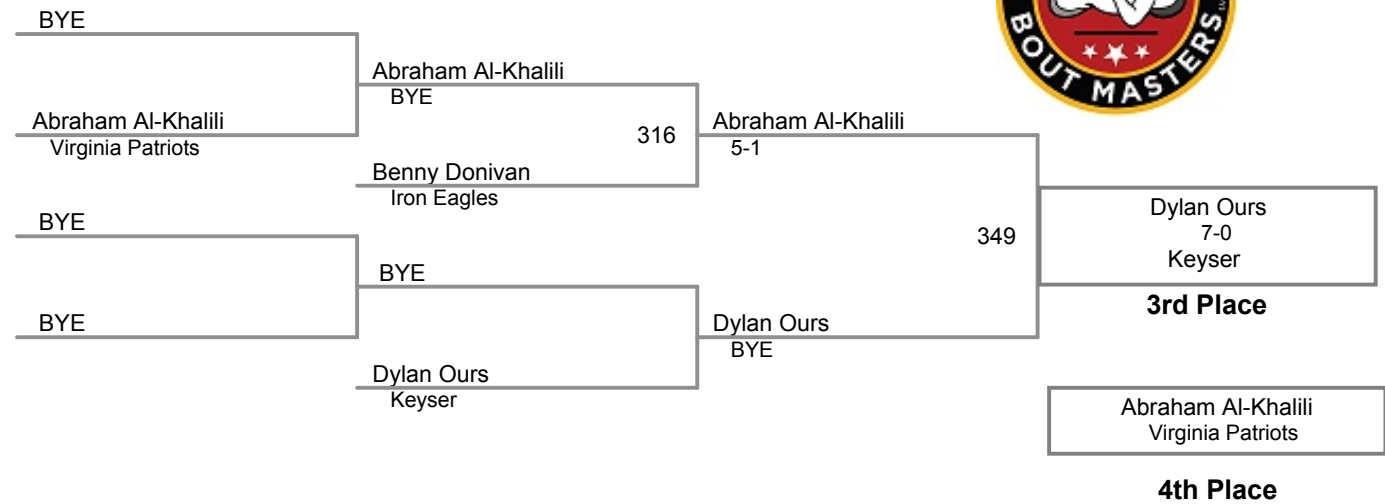 BYE
Abraham Al-Khalili
Virginia Patriots
BYE
BYE
Abraham Al-Khalili
BYE
316
Benny Donivan
Iron Eagles
BYE
Dylan Ours
Keyser
Abraham Al-Khalili
5-1
349
Dylan Ours
BYE
Dylan Ours
7-0
Keyser
3rd Place
Abraham Al-Khalili
Virginia Patriots
4th Place
BOUT MASTERS